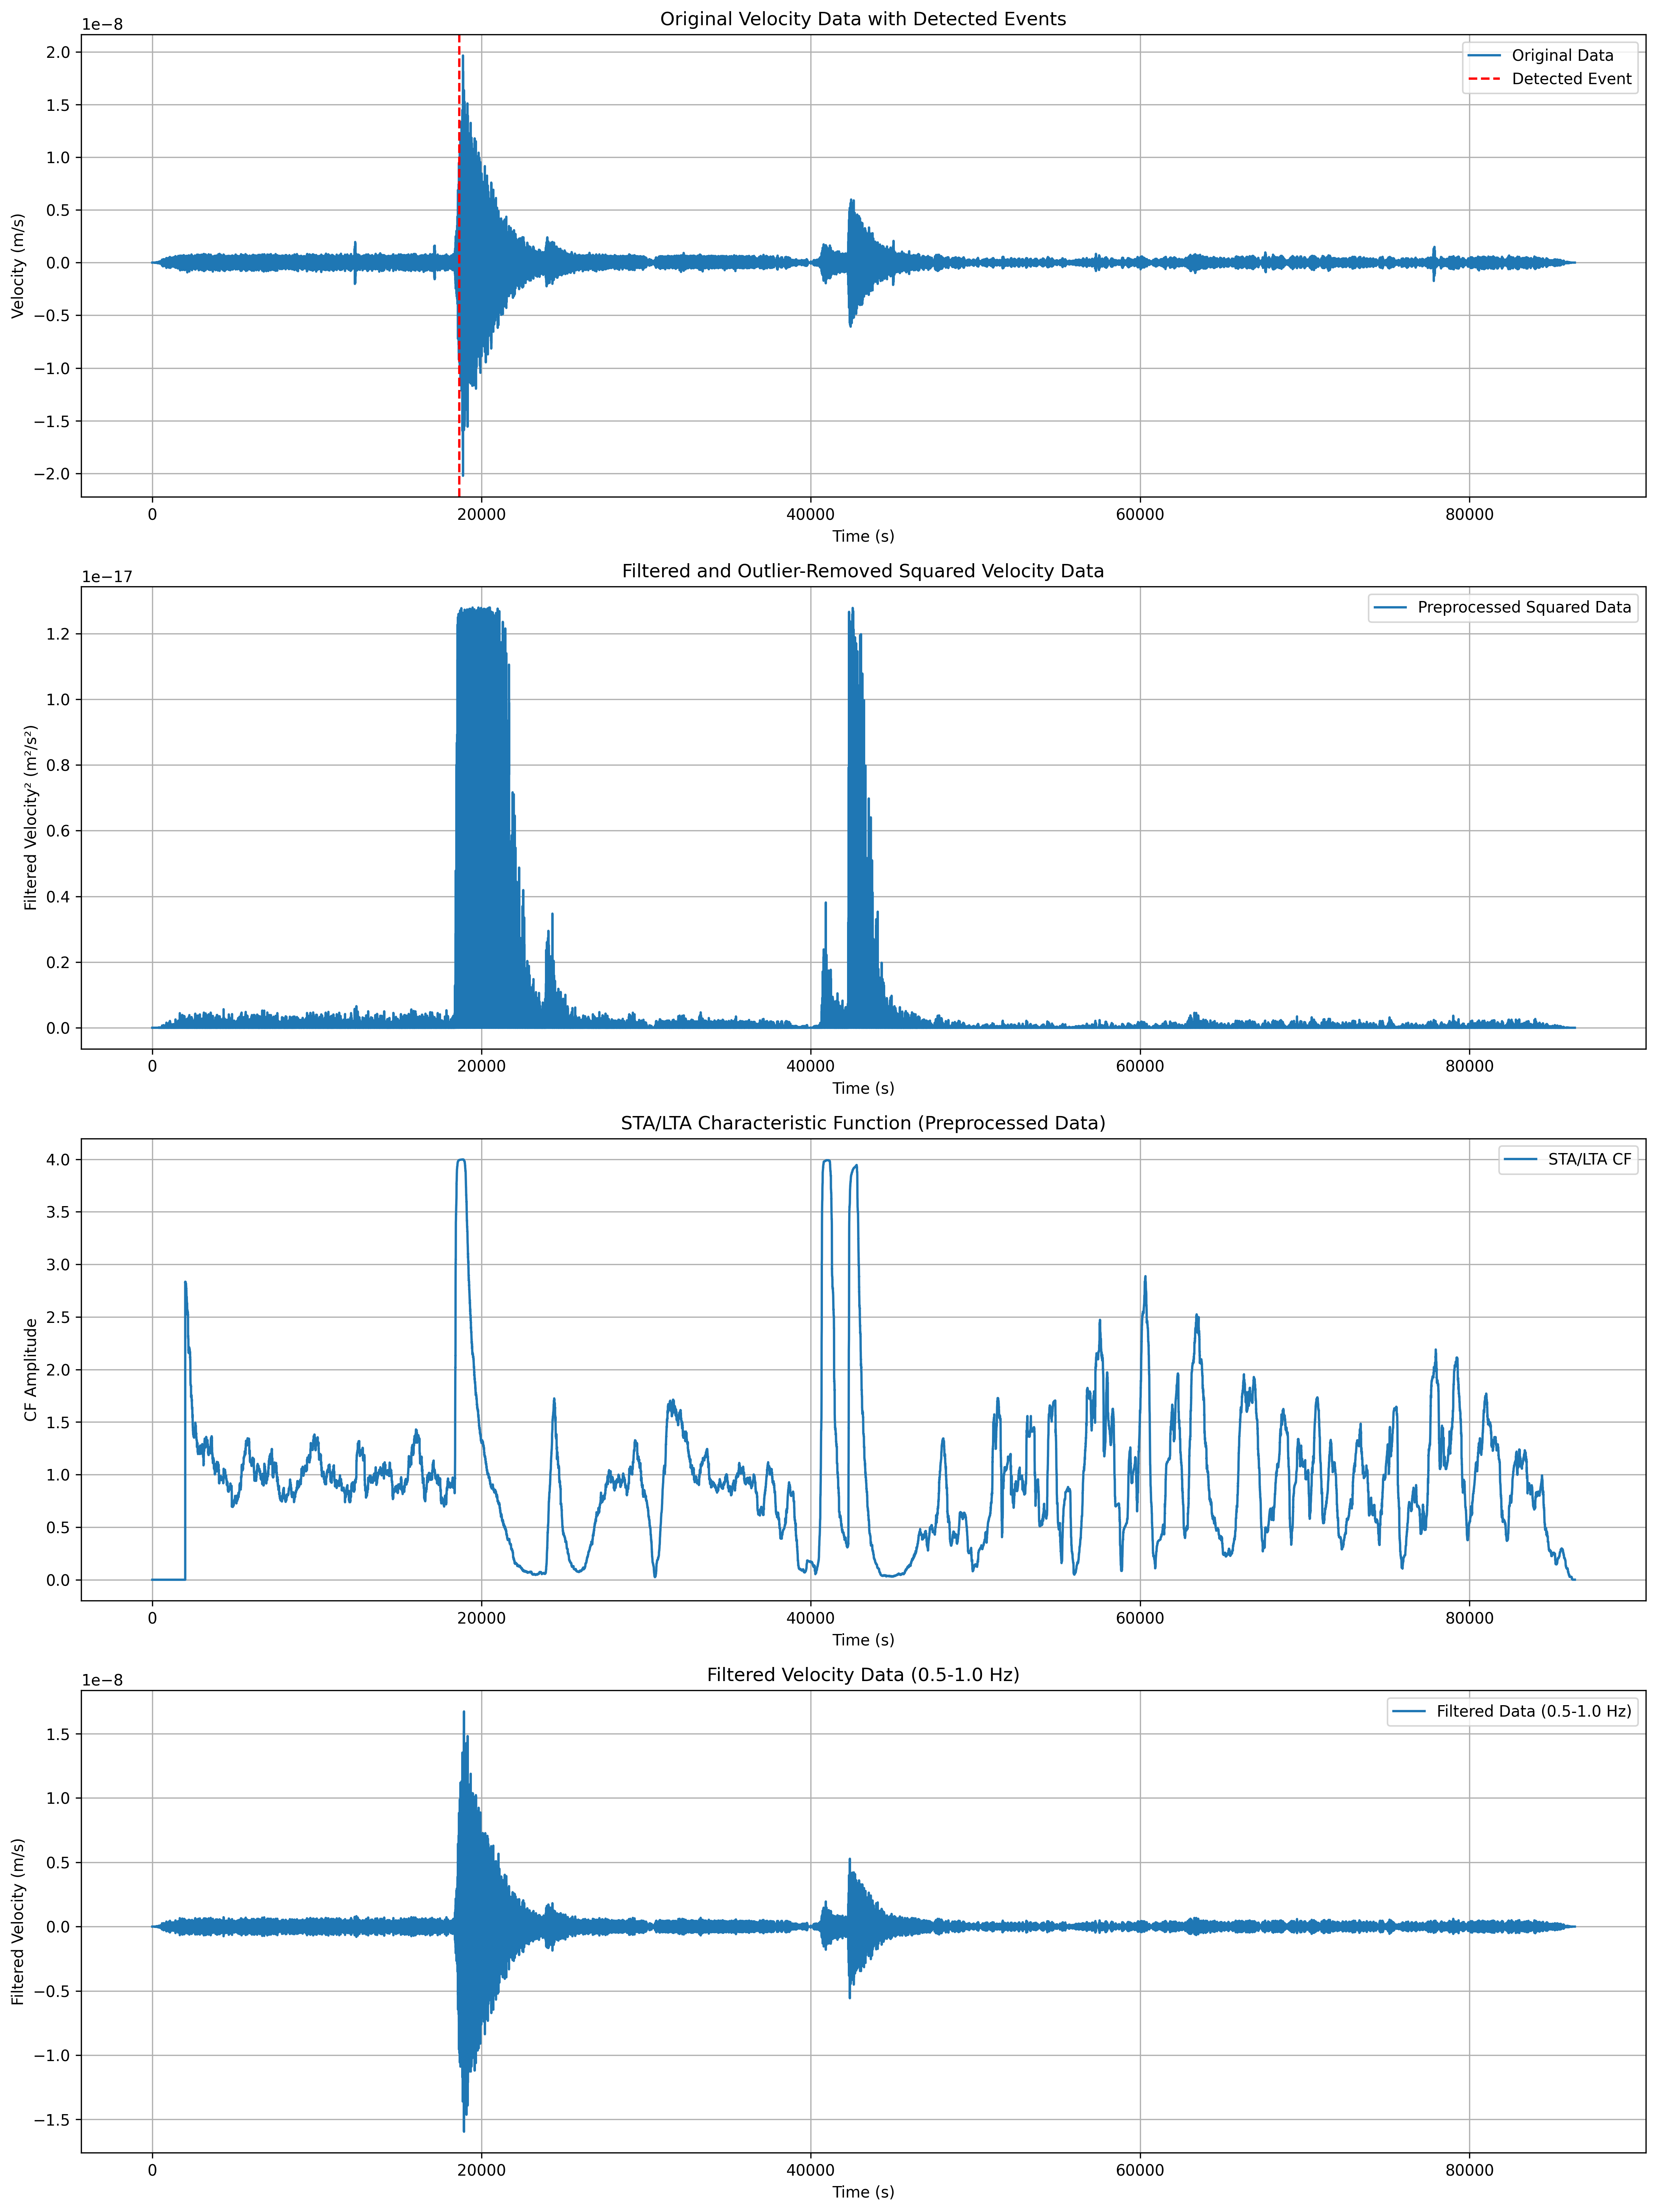 Original Velocity Data with Detected Events
1e−8
Original Data
Detected Event
2.0
1.5
1.0
0.5
0.0
−0.5
−1.0
−1.5
−2.0
Velocity (m/s)
0 20000 40000 60000 80000
Time (s)
Filtered and Outlier-Removed Squared Velocity Data
1e−17
Preprocessed Squared Data
1.2
1.0
0.8
0.6
0.4
0.2
0.0
Filtered Velocity² (m²/s²)
0 20000 40000 60000 80000
Time (s)
STA/LTA Characteristic Function (Preprocessed Data)
STA/LTA CF
4.0
3.5
3.0
2.5
2.0
1.5
1.0
0.5
0.0
CF Amplitude
0 20000 40000 60000 80000
Time (s)
Filtered Velocity Data (0.5-1.0 Hz)
1e−8
Filtered Data (0.5-1.0 Hz)
1.5
1.0
0.5
0.0
−0.5
−1.0
−1.5
Filtered Velocity (m/s)
0 20000 40000 60000 80000
Time (s)